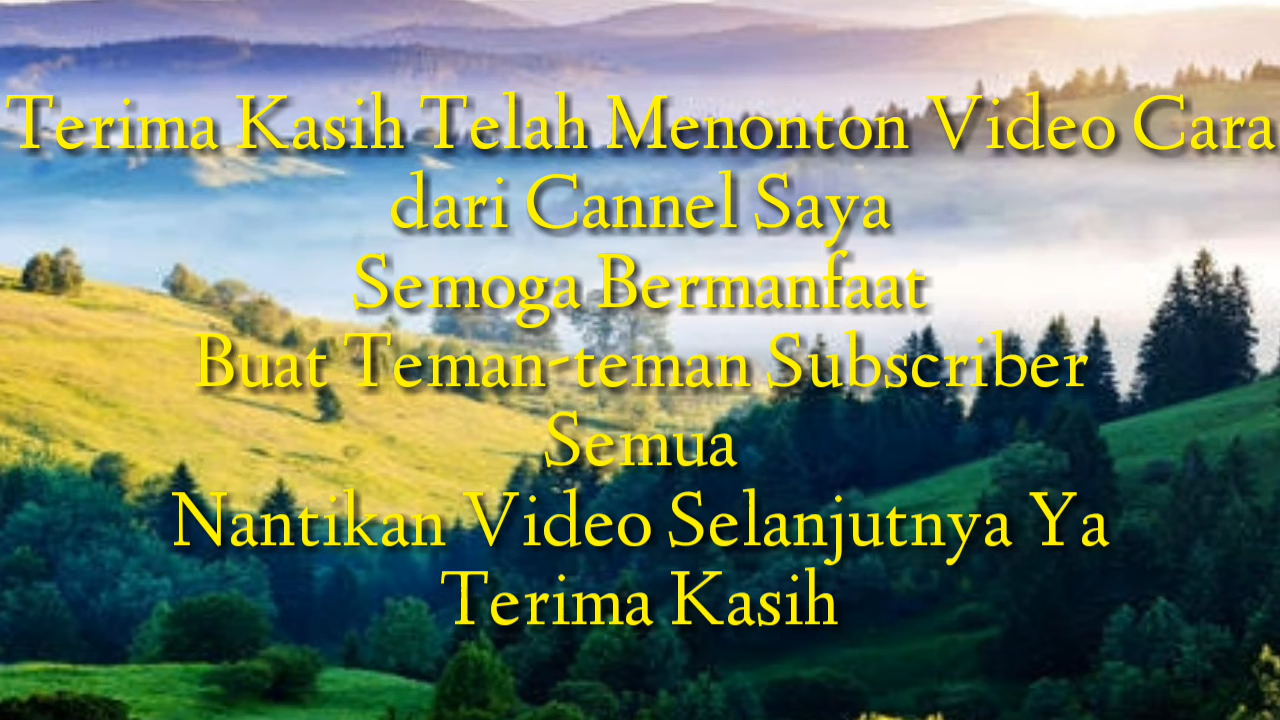 Terima Kasih Telah Menonton Video Cara
dari Cannel Saya
Semoga Bermanfaat
Buat Teman-teman Subscriber
Semua
Nantikan Video Selanjutnya Ya
Terima Kasih